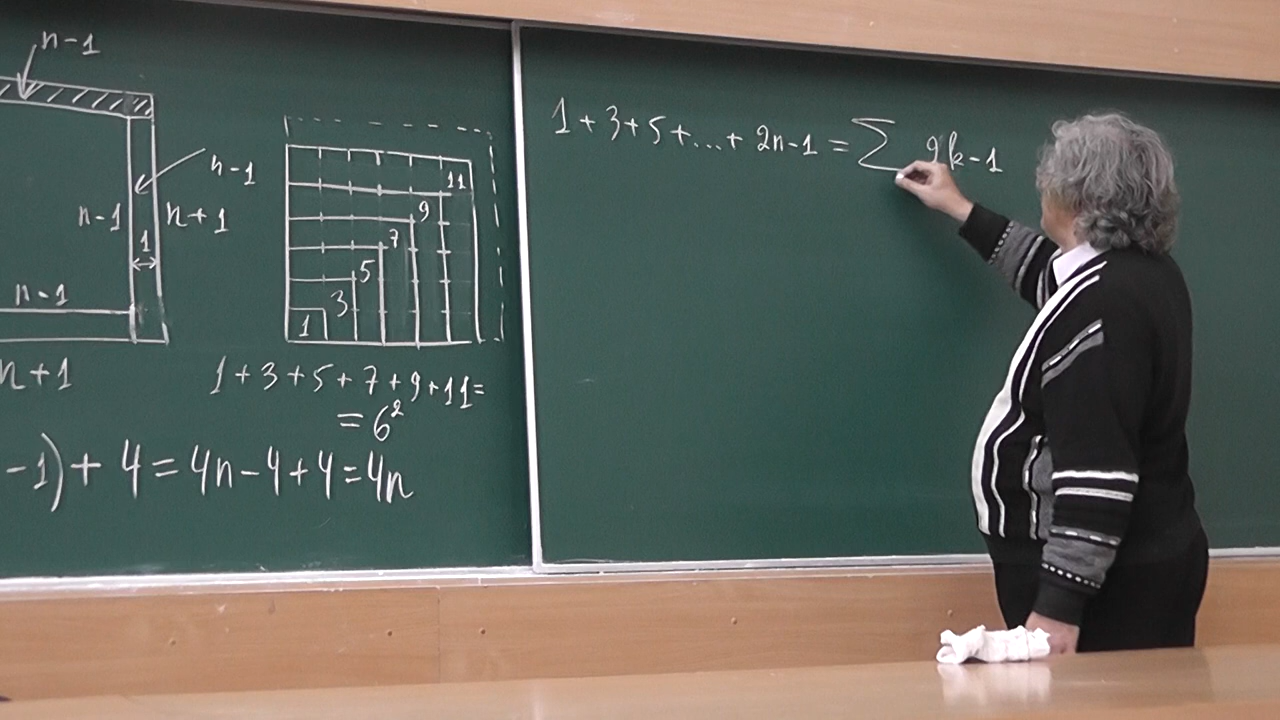 n-1
n-1
n-1
n+1
1
n-1
n+1
-1)+4=4n-4+4=4n
11
9
7
5
3
1
1+3+5+7+9+11=
=6²
1+3+5+...+2n-1=∑ 2k-1